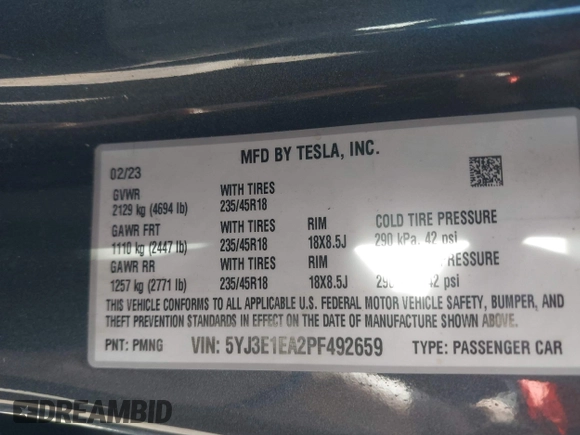 MFD BY TESLA, INC.
02/23
GVWR WITH TIRES
2129 kg (4694 lb) 235/45R18
GAWR FRT WITH TIRES RIM COLD TIRE PRESSURE
1110 kg (2447 lb) 235/45R18 18X8.5J 290 kPa, 42 psi
GAWR RR WITH TIRES RIM PRESSURE
1257 kg (2771 lb) 235/45R18 18X8.5J 42 psi
THIS VEHICLE CONFORMS TO ALL APPLICABLE U.S. FEDERAL MOTOR VEHICLE SAFETY, BUMPER, AND
THEFT PREVENTION STANDARDS IN EFFECT ON THE DATE OF MANUFACTURE SHOWN ABOVE.
PNT: PMNG VIN: 5YJ3E1EA2PF492659 TYPE: PASSENGER CAR
DREAMBID